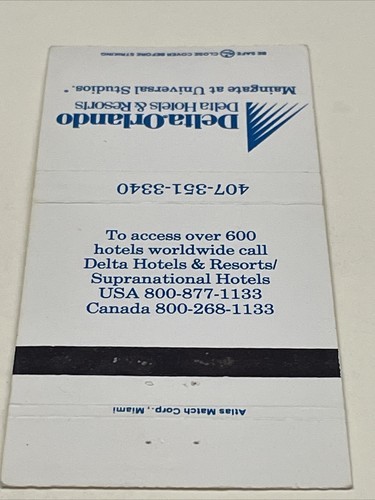 BE SAFE CLOSE COVER BEFORE STRIKING
Delta Orlando
Delta Hotels & Resorts
Maingate at Universal Studios.®
407-351-3340
To access over 600
hotels worldwide call
Delta Hotels & Resorts/
Supranational Hotels
USA 800-877-1133
Canada 800-268-1133
Atlas Match Corp., Miami